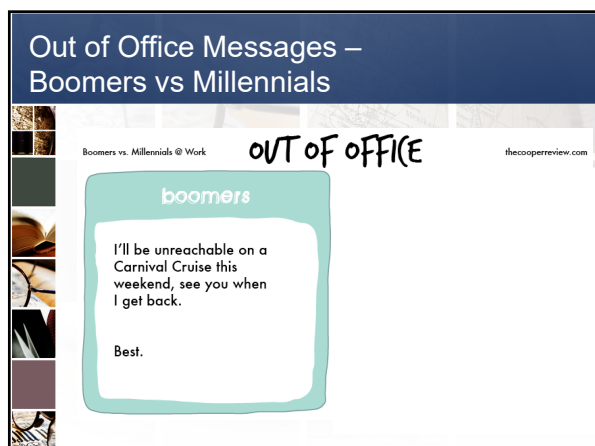 Out of Office Messages –
Boomers vs Millennials
Boomers vs. Millennials @ Work
OUT OF OFFICE
thecooperreview.com
boomers
I'll be unreachable on a
Carnival Cruise this
weekend, see you when
I get back.
Best.